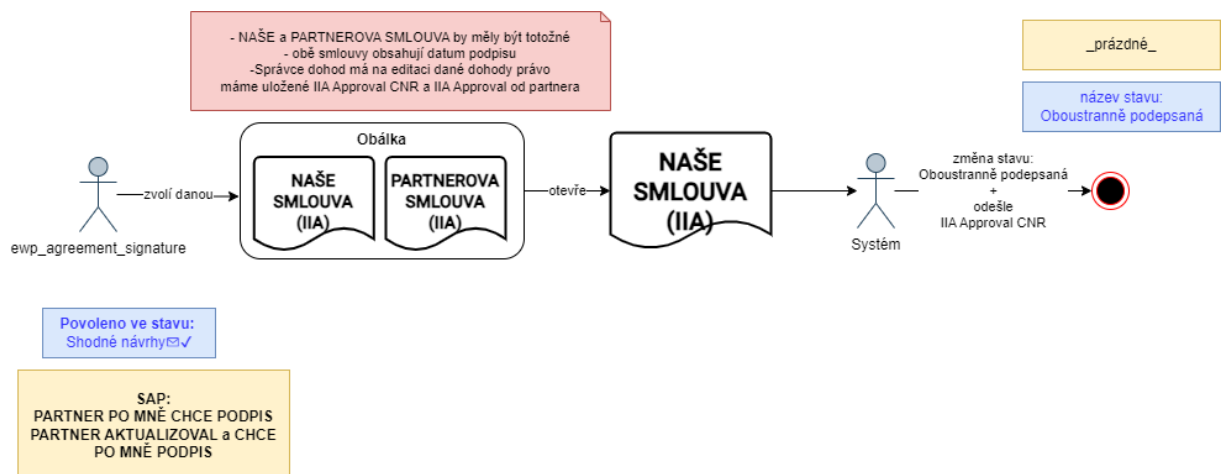 - NAŠE a PARTNEROVA SMLOUVA by měly být totožné
- obě smlouvy obsahují datum podpisu
-Správce dohod má na editaci dané dohody právo
máme uložené IIA Approval CNR a IIA Approval od partnera
_prázdné_
název stavu:
Oboustranně podepsaná
ewp_agreement_signature
zvolí danou
Obálka
NAŠE
SMLOUVA
(IIA)
PARTNEROVA
SMLOUVA
(IIA)
otevře
NAŠE
SMLOUVA
(IIA)
Systém
změna stavu:
Oboustranně podepsaná
+
odešle
IIA Approval CNR
Povoleno ve stavu:
Shodné návrhy✉✓
SAP:
PARTNER PO MNĚ CHCE PODPIS
PARTNER AKTUALIZOVAL a CHCE
PO MNĚ PODPIS